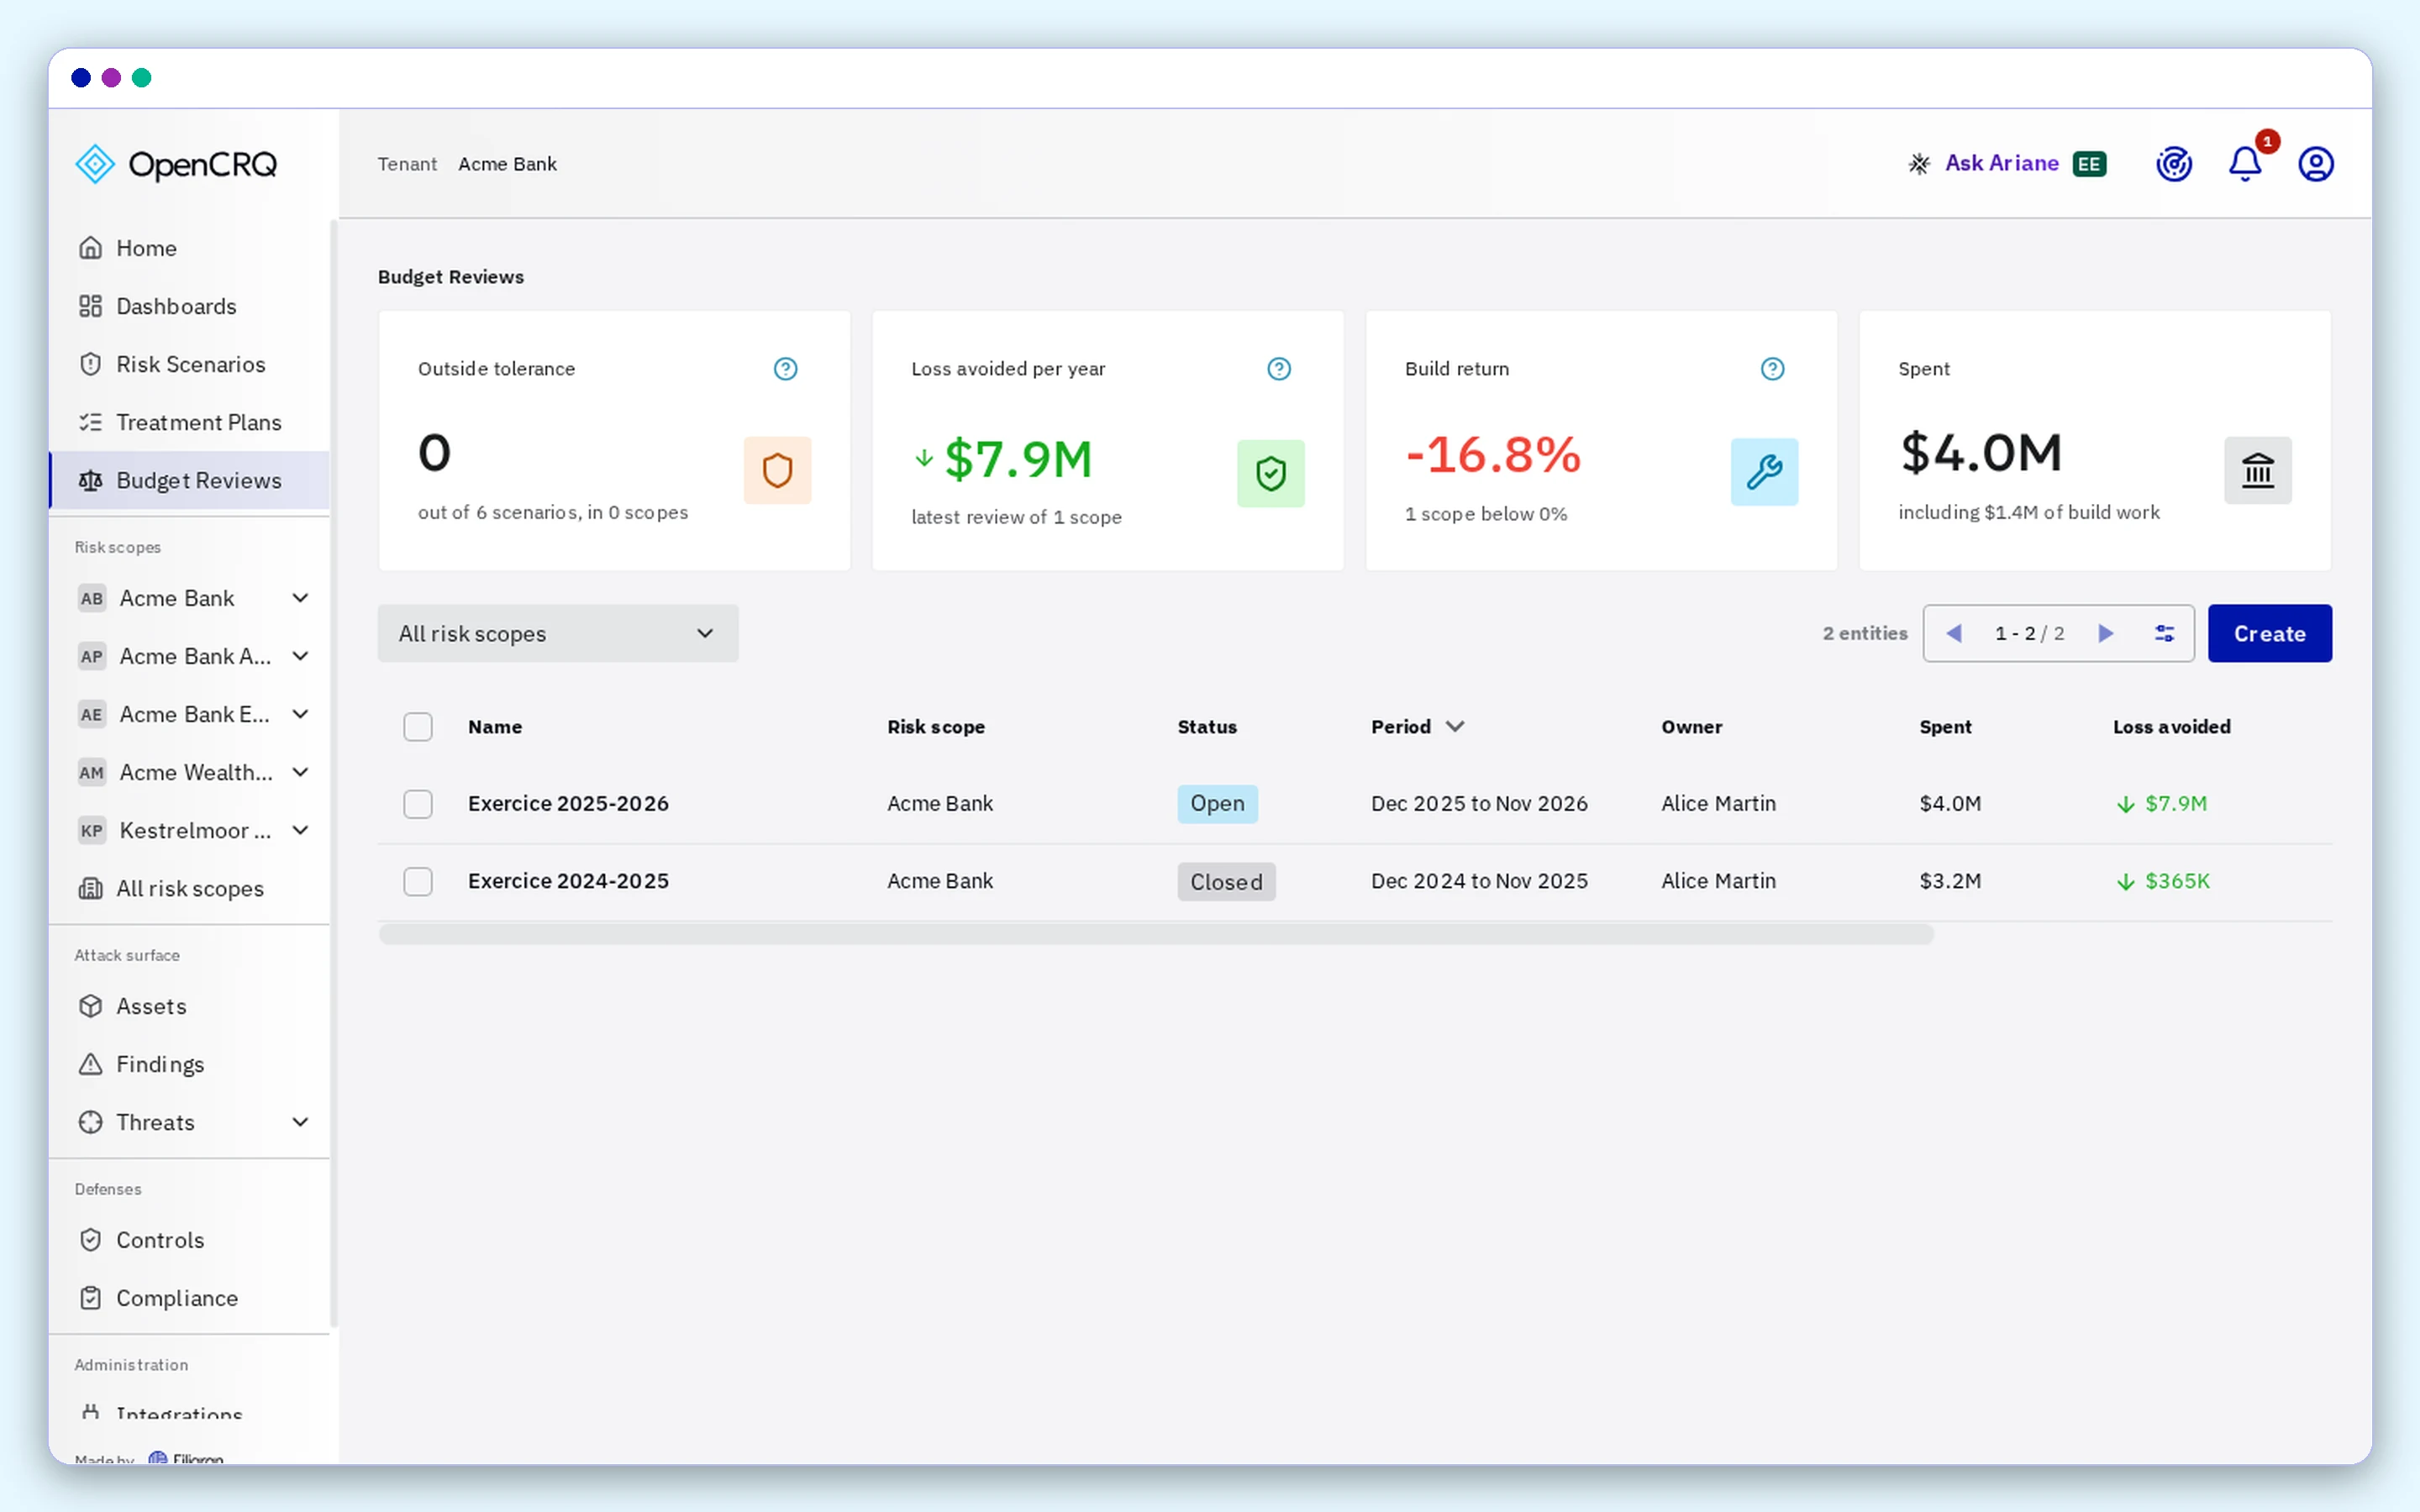 OpenCRQ
Tenant Acme Bank
Ask Ariane EE
1
Home
Dashboards
Risk Scenarios
Treatment Plans
Budget Reviews
Risk scopes
AB Acme Bank
AP Acme Bank A...
AE Acme Bank E...
AM Acme Wealth...
KP Kestrelmoor ...
All risk scopes
Attack surface
Assets
Findings
Threats
Defenses
Controls
Compliance
Administration
Integrations
Made by Filigran
Budget Reviews
Outside tolerance
0
out of 6 scenarios, in 0 scopes
Loss avoided per year
↓ $7.9M
latest review of 1 scope
Build return
-16.8%
1 scope below 0%
Spent
$4.0M
including $1.4M of build work
All risk scopes
2 entities
1 - 2 / 2
Create
Name Risk scope Status Period Owner Spent Loss avoided
Exercice 2025-2026 Acme Bank Open Dec 2025 to Nov 2026 Alice Martin $4.0M ↓ $7.9M
Exercice 2024-2025 Acme Bank Closed Dec 2024 to Nov 2025 Alice Martin $3.2M ↓ $365K